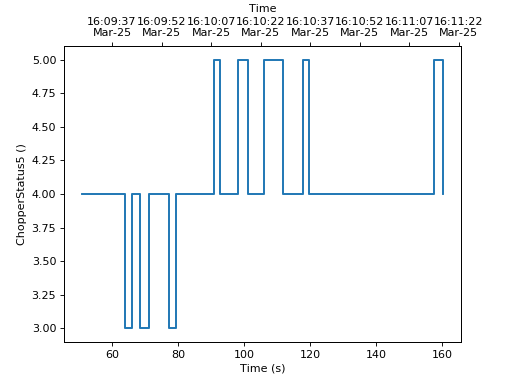 Time
16:09:37 16:09:52 16:10:07 16:10:22 16:10:37 16:10:52 16:11:07 16:11:22
Mar-25 Mar-25 Mar-25 Mar-25 Mar-25 Mar-25 Mar-25 Mar-25
5.00
4.75
4.50
4.25
4.00
3.75
3.50
3.25
3.00
ChopperStatus5 ()
60 80 100 120 140 160
Time (s)